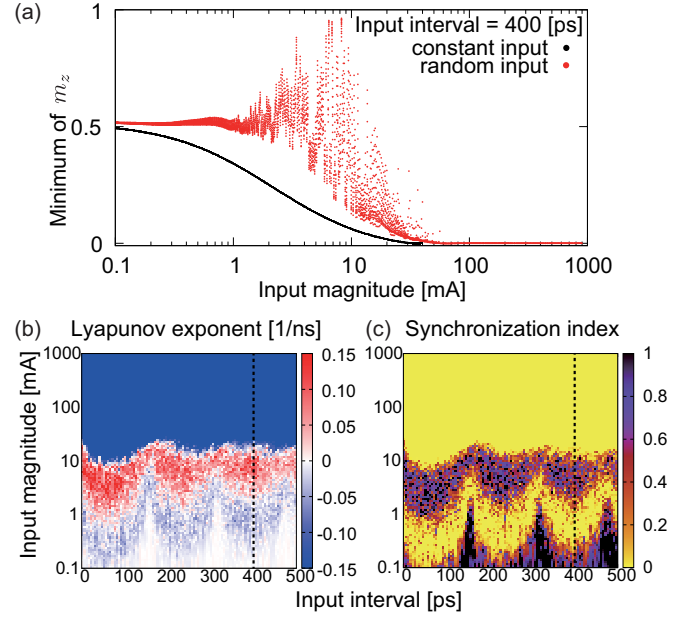 (a)
1
0.5
0
Minimum of m_z
Input interval = 400 [ps]
constant input
random input
0.1 1 10 100 1000
Input magnitude [mA]
(b) Lyapunov exponent [1/ns]
1000
100
10
1
0.1
Input magnitude [mA]
0 100 200 300 400 500
0.15
0.10
0.05
0.00
-0.05
-0.10
-0.15
(c) Synchronization index
1000
100
10
1
0.1
0 100 200 300 400 500
1
0.8
0.6
0.4
0.2
0
Input interval [ps]